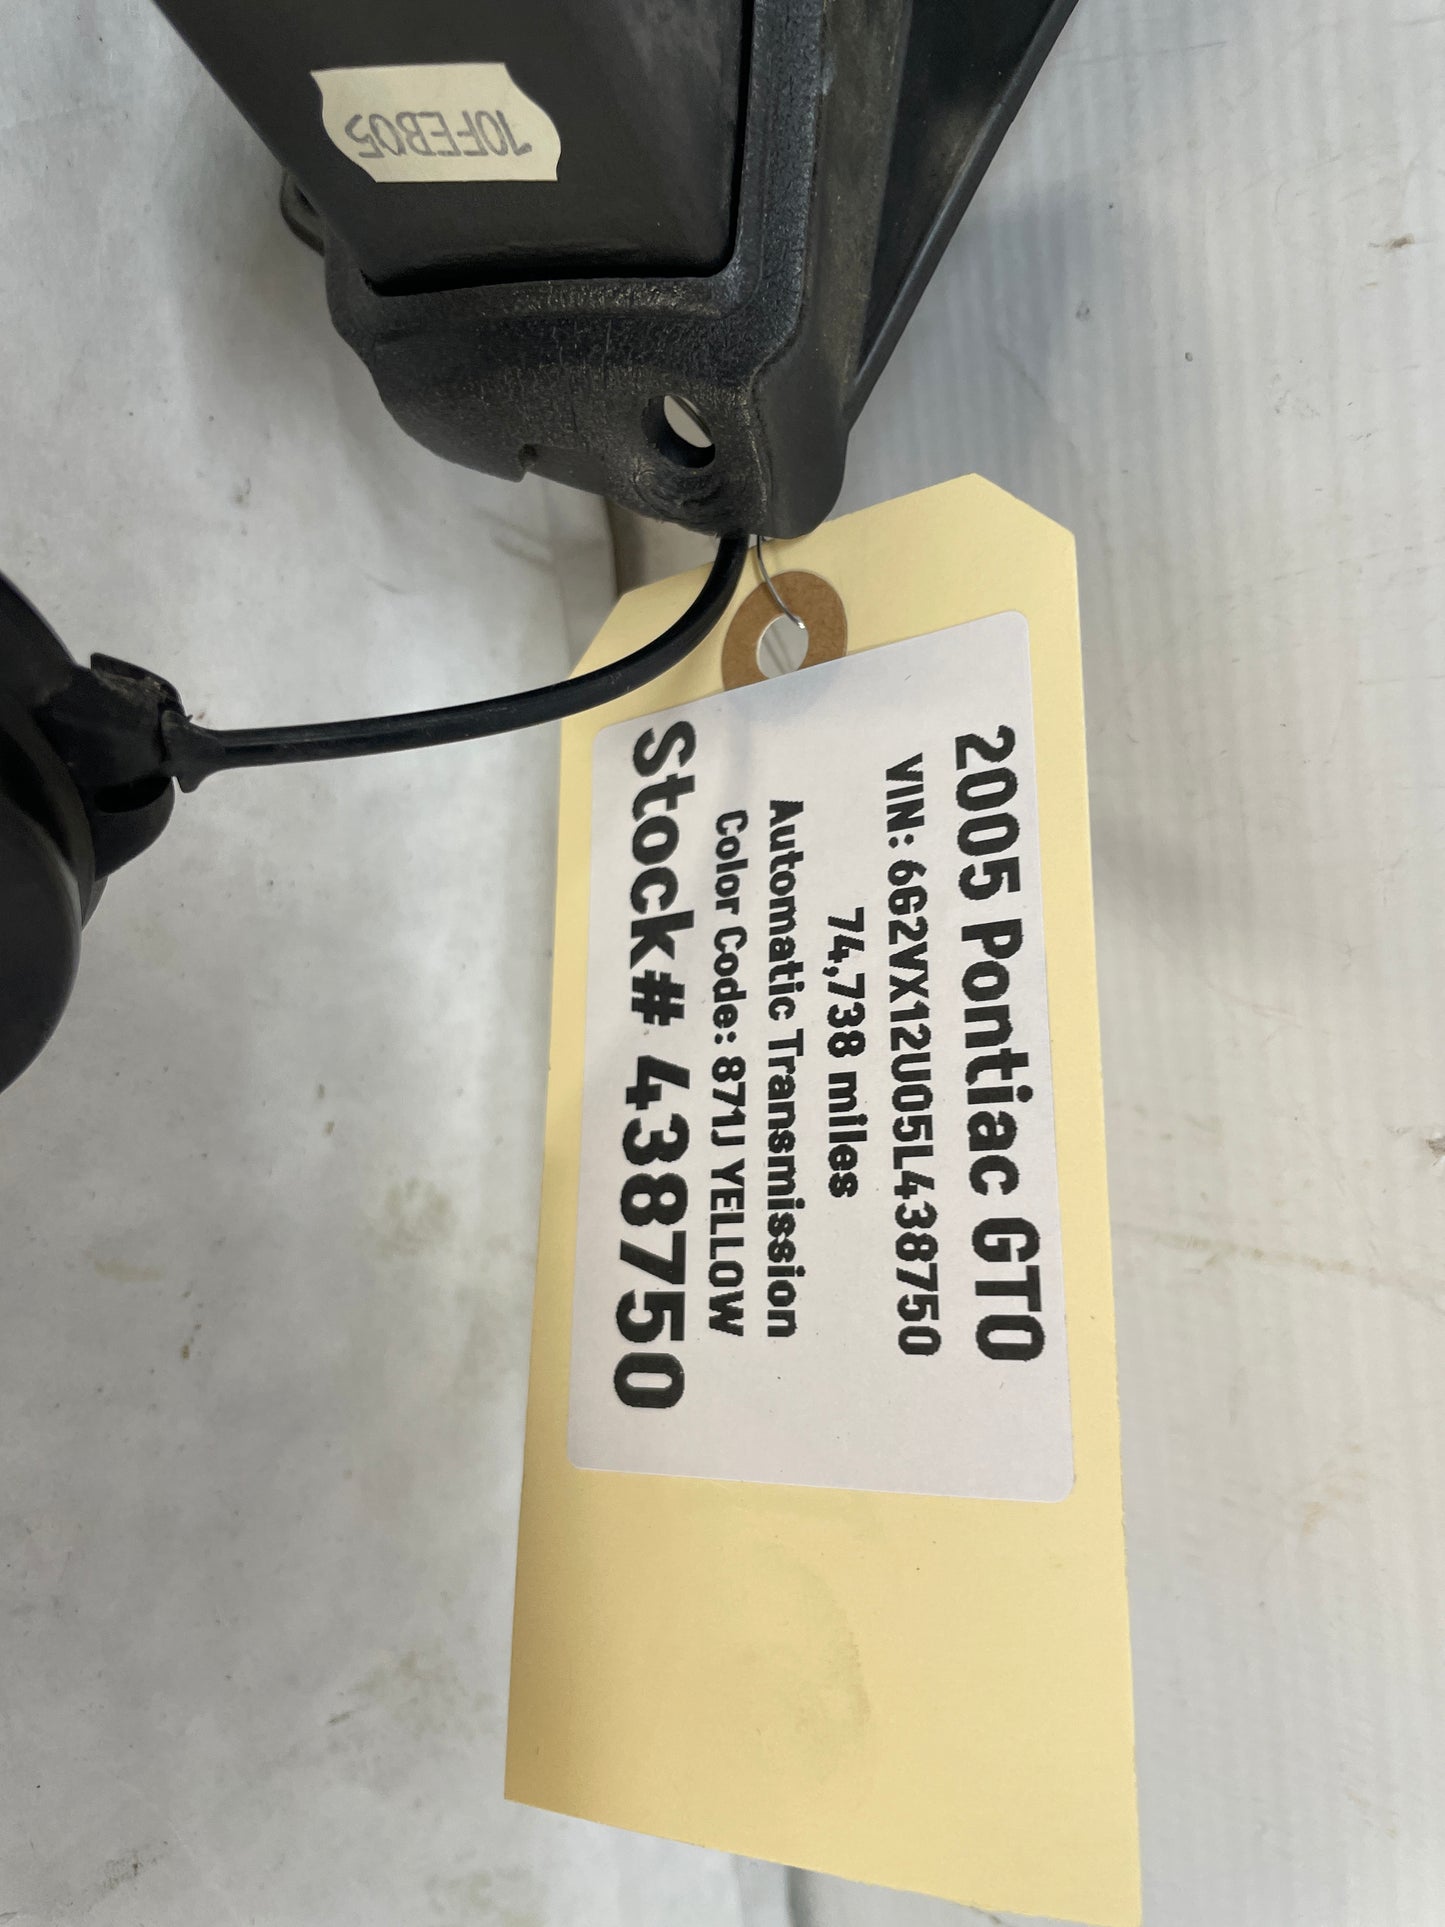 10FEB05
2005 Pontiac GTO
VIN: 6G2VX12U05L438750
74,738 miles
Automatic Transmission
Color Code: 871J YELLOW
Stock# 438750